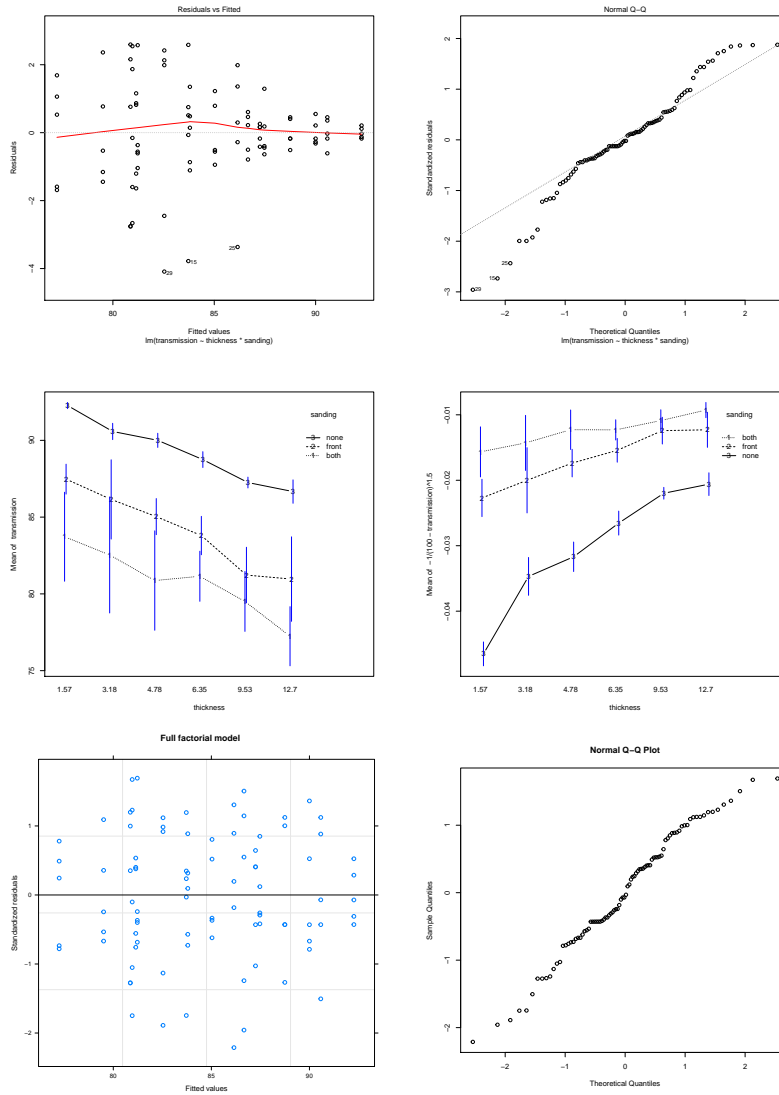 Residuals vs Fitted
Residuals
2
0
−2
−4
29
15
25
80
85
90
Fitted values
lm(transmission ~ thickness * sanding)
Normal Q−Q
Standardized residuals
2
1
0
−1
−2
−3
29
15
25
−2
−1
0
1
2
Theoretical Quantiles
lm(transmission ~ thickness * sanding)
Mean of transmission
90
85
80
75
sanding
3 none
2 front
1 both
1.57
3.18
4.78
6.35
9.53
12.7
thickness
Mean of −1/(100 − transmission)^1.5
−0.01
−0.02
−0.03
−0.04
sanding
1 both
2 front
3 none
1.57
3.18
4.78
6.35
9.53
12.7
thickness
Full factorial model
Standardized residuals
1
0
−1
−2
80
90
Fitted values
Normal Q−Q Plot
Sample Quantiles
1
0
−1
−2
−2
−1
0
1
2
Theoretical Quantiles